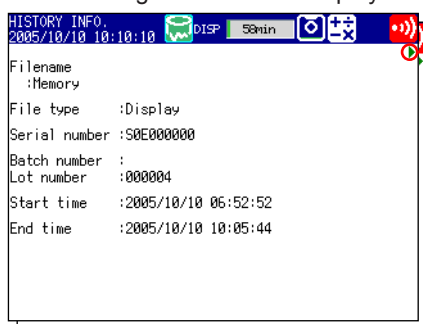 HISTORY INFO.
2005/10/10 10:10:10 DISP 58min
Filename
:Memory
File type :Display
Serial number :S0E000000
Batch number :
Lot number :000004
Start time :2005/10/10 06:52:52
End time :2005/10/10 10:05:44